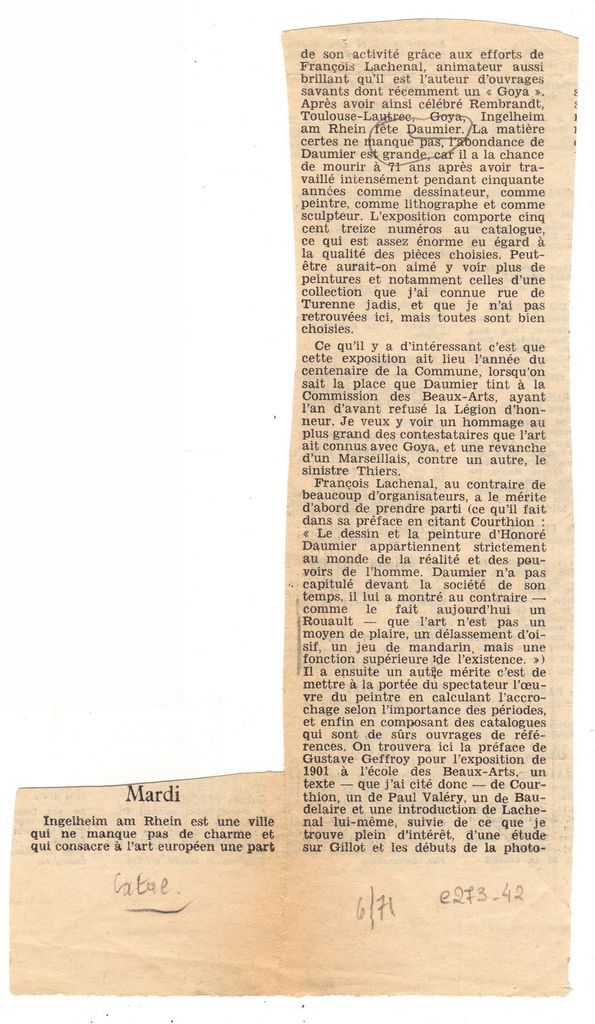 Mardi
Ingelheim am Rhein est une ville
qui ne manque pas de charme et
qui consacre à l'art européen une part
de son activité grâce aux efforts de
François Lachenal, animateur aussi
brillant qu'il est l'auteur d'ouvrages
savants dont récemment un « Goya ».
Après avoir ainsi célébré Rembrandt,
Toulouse-Lautrec, Goya, Ingelheim
am Rhein fête Daumier. La matière
certes ne manque pas, l'abondance de
Daumier est grande, car il a la chance
de mourir à 71 ans après avoir tra-
vaillé intensément pendant cinquante
années comme dessinateur, comme
peintre, comme lithographe et comme
sculpteur. L'exposition comporte cinq
cent treize numéros au catalogue,
ce qui est assez énorme eu égard à
la qualité des pièces choisies. Peut-
être aurait-on aimé y voir plus de
peintures et notamment celles d'une
collection que j'ai connue rue de
Turenne jadis, et que je n'ai pas
retrouvées ici, mais toutes sont bien
choisies.
Ce qu'il y a d'intéressant c'est que
cette exposition ait lieu l'année du
centenaire de la Commune, lorsqu'on
sait la place que Daumier tint à la
Commission des Beaux-Arts, ayant
l'an d'avant refusé la Légion d'hon-
neur. Je veux y voir un hommage au
plus grand des contestataires que l'art
ait connus avec Goya, et une revanche
d'un Marseillais, contre un autre, le
sinistre Thiers.
François Lachenal, au contraire de
beaucoup d'organisateurs, a le mérite
d'abord de prendre parti (ce qu'il fait
dans sa préface en citant Courthion :
« Le dessin et la peinture d'Honoré
Daumier appartiennent strictement
au monde de la réalité et des pou-
voirs de l'homme. Daumier n'a pas
capitulé devant la société de son
temps, il lui a montré au contraire —
comme le fait aujourd'hui un
Rouault — que l'art n'est pas un
moyen de plaire, un délassement d'oi-
sif, un jeu de mandarin, mais une
fonction supérieure de l'existence. »)
Il a ensuite un autre mérite c'est de
mettre à la portée du spectateur l'œu-
vre du peintre en calculant l'accro-
chage selon l'importance des périodes,
et enfin en composant des catalogues
qui sont de sûrs ouvrages de réfé-
rences. On trouvera ici la préface de
Gustave Geffroy pour l'exposition de
1901 à l'école des Beaux-Arts, un
texte — que j'ai cité donc — de Cour-
thion, un de Paul Valéry, un de Bau-
delaire et une introduction de Lache-
nal lui-même, suivie de ce que je
trouve plein d'intérêt, d'une étude
sur Gillot et les débuts de la photo-
6/71
e273-42